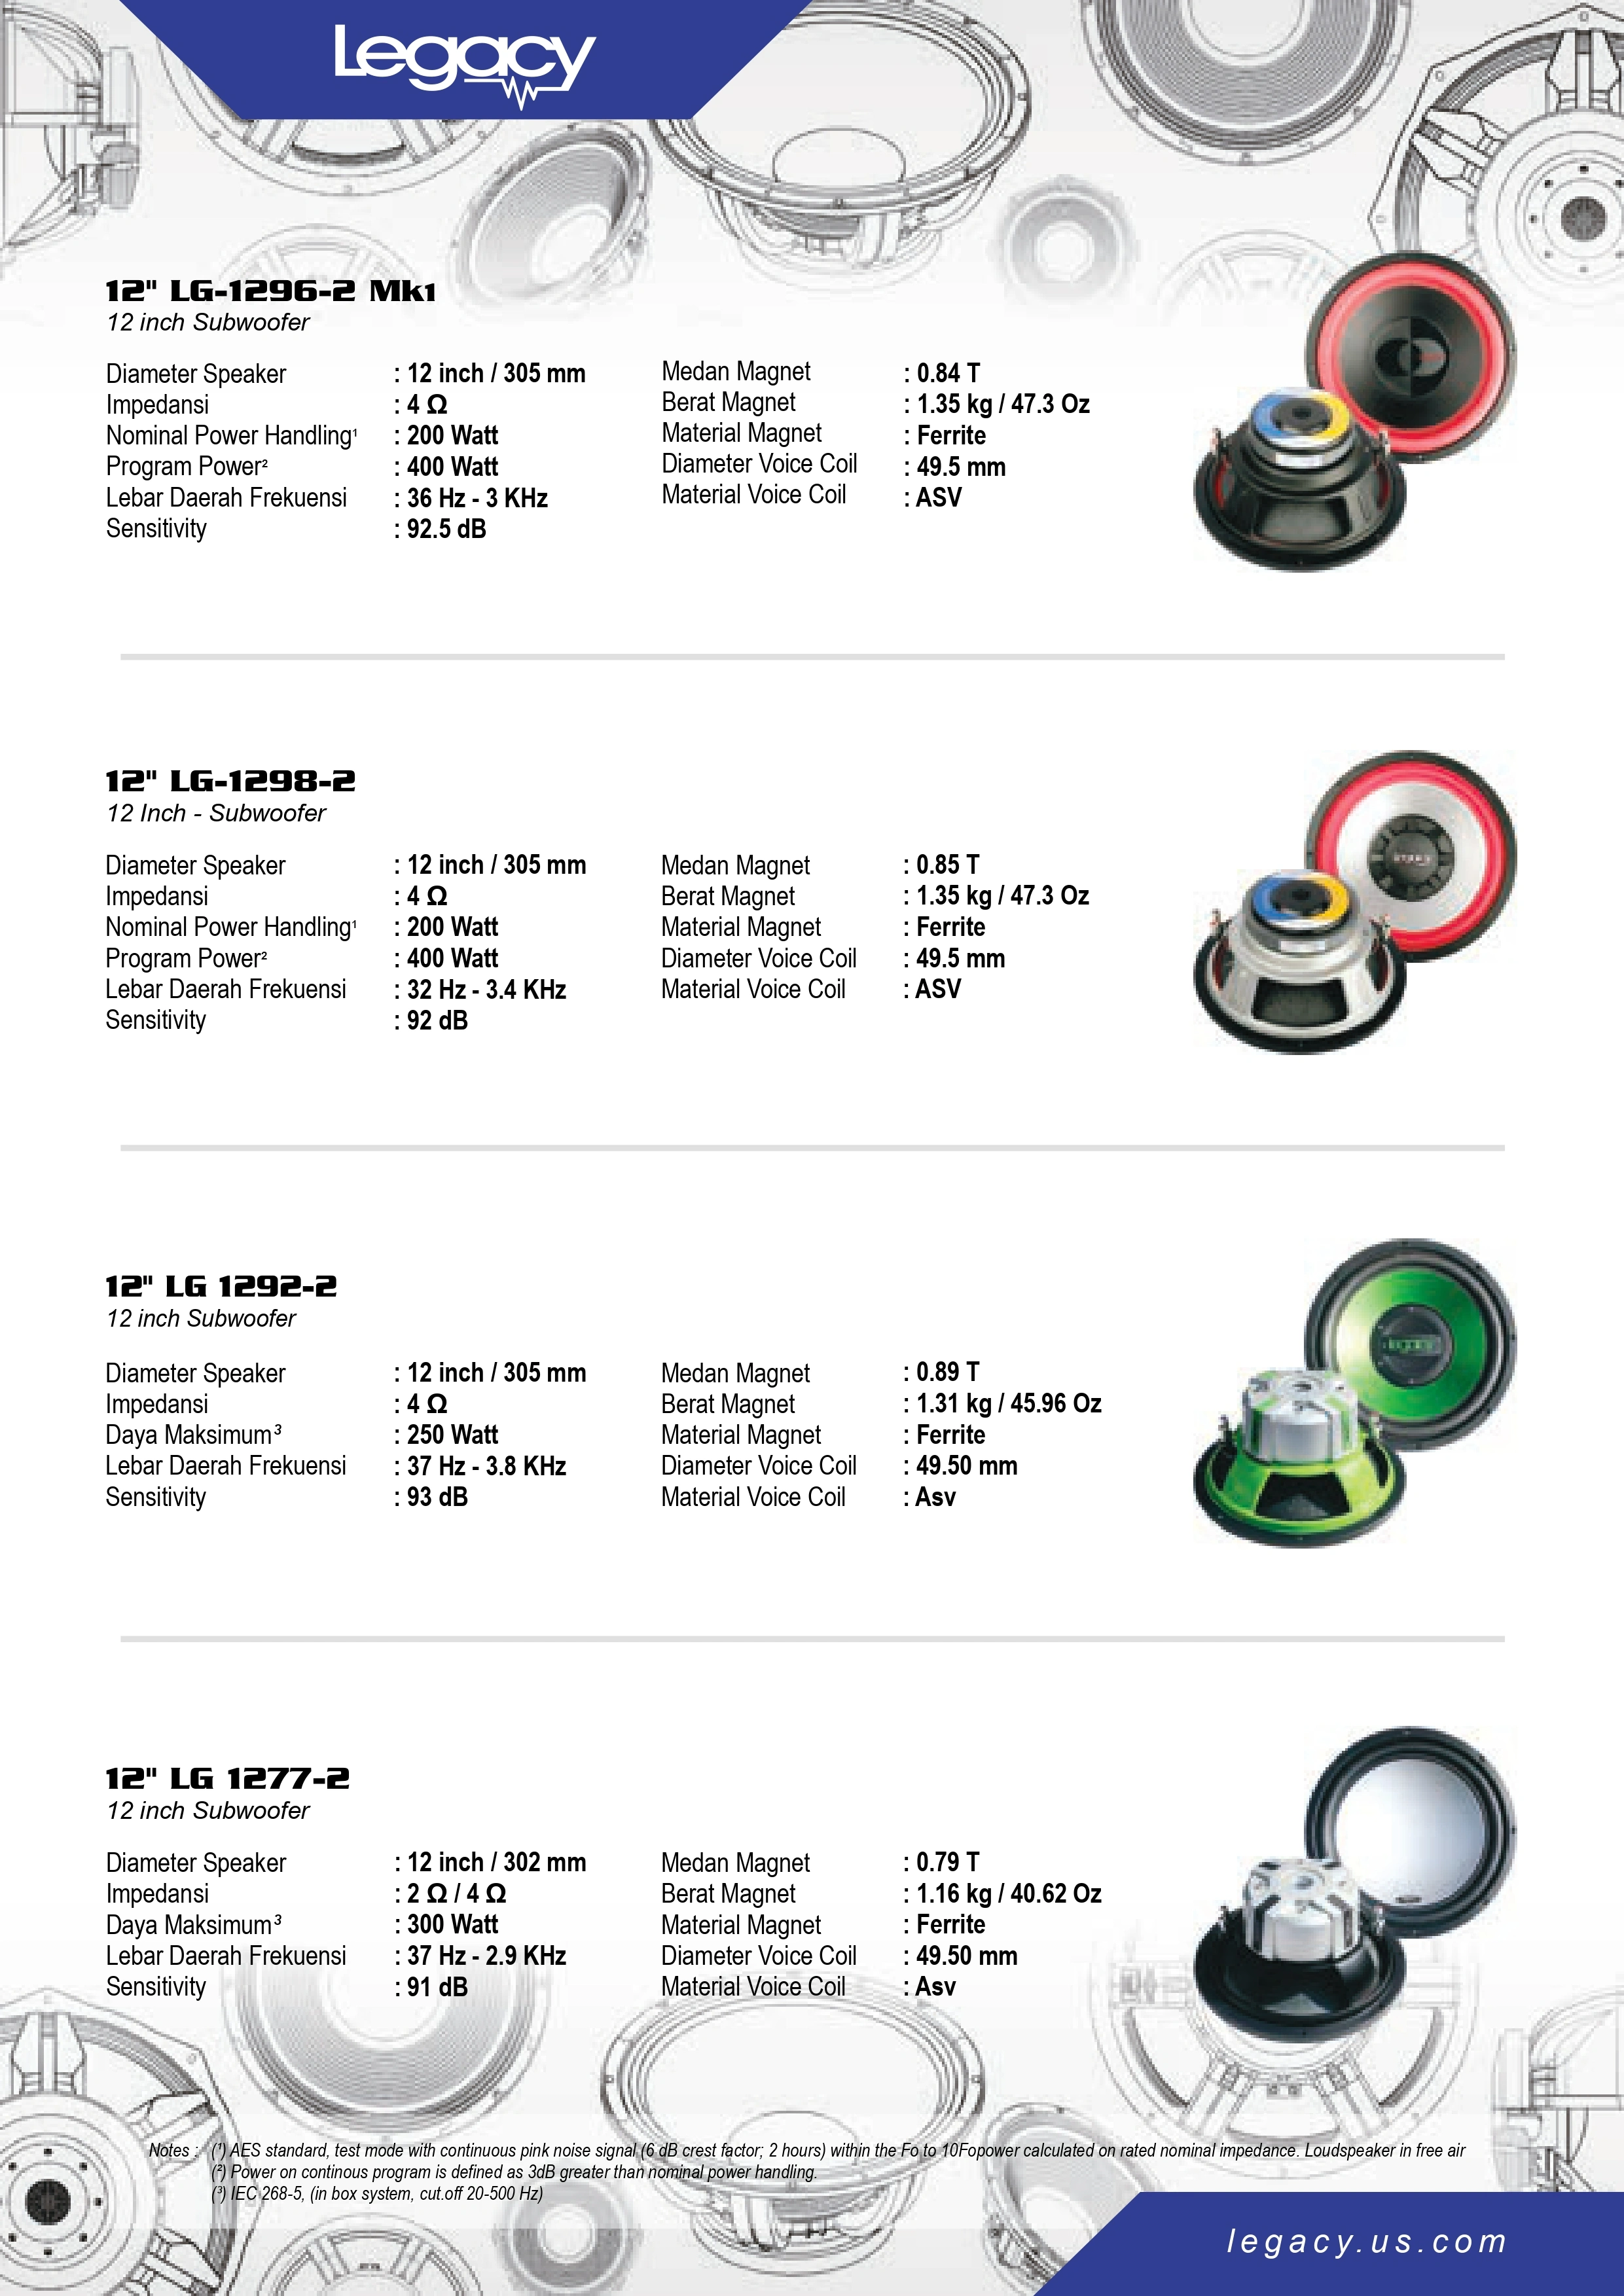 Legacy
12" LG-1296-2 Mk1
12 inch Subwoofer
Diameter Speaker : 12 inch / 305 mm
Impedansi : 4 Ω
Nominal Power Handling¹ : 200 Watt
Program Power² : 400 Watt
Lebar Daerah Frekuensi : 36 Hz - 3 KHz
Sensitivity : 92.5 dB
Medan Magnet : 0.84 T
Berat Magnet : 1.35 kg / 47.3 Oz
Material Magnet : Ferrite
Diameter Voice Coil : 49.5 mm
Material Voice Coil : ASV
12" LG-1298-2
12 Inch - Subwoofer
Diameter Speaker : 12 inch / 305 mm
Impedansi : 4 Ω
Nominal Power Handling¹ : 200 Watt
Program Power² : 400 Watt
Lebar Daerah Frekuensi : 32 Hz - 3.4 KHz
Sensitivity : 92 dB
Medan Magnet : 0.85 T
Berat Magnet : 1.35 kg / 47.3 Oz
Material Magnet : Ferrite
Diameter Voice Coil : 49.5 mm
Material Voice Coil : ASV
legacy
12" LG 1292-2
12 inch Subwoofer
Diameter Speaker : 12 inch / 305 mm
Impedansi : 4 Ω
Daya Maksimum³ : 250 Watt
Lebar Daerah Frekuensi : 37 Hz - 3.8 KHz
Sensitivity : 93 dB
Medan Magnet : 0.89 T
Berat Magnet : 1.31 kg / 45.96 Oz
Material Magnet : Ferrite
Diameter Voice Coil : 49.50 mm
Material Voice Coil : Asv
legacy
12" LG 1277-2
12 inch Subwoofer
Diameter Speaker : 12 inch / 302 mm
Impedansi : 2 Ω / 4 Ω
Daya Maksimum³ : 300 Watt
Lebar Daerah Frekuensi : 37 Hz - 2.9 KHz
Sensitivity : 91 dB
Medan Magnet : 0.79 T
Berat Magnet : 1.16 kg / 40.62 Oz
Material Magnet : Ferrite
Diameter Voice Coil : 49.50 mm
Material Voice Coil : Asv
Notes : (¹) AES standard, test mode with continuous pink noise signal (6 dB crest factor; 2 hours) within the Fo to 10Fopower calculated on rated nominal impedance. Loudspeaker in free air
(²) Power on continous program is defined as 3dB greater than nominal power handling.
(³) IEC 268-5, (in box system, cut.off 20-500 Hz)
legacy.us.com